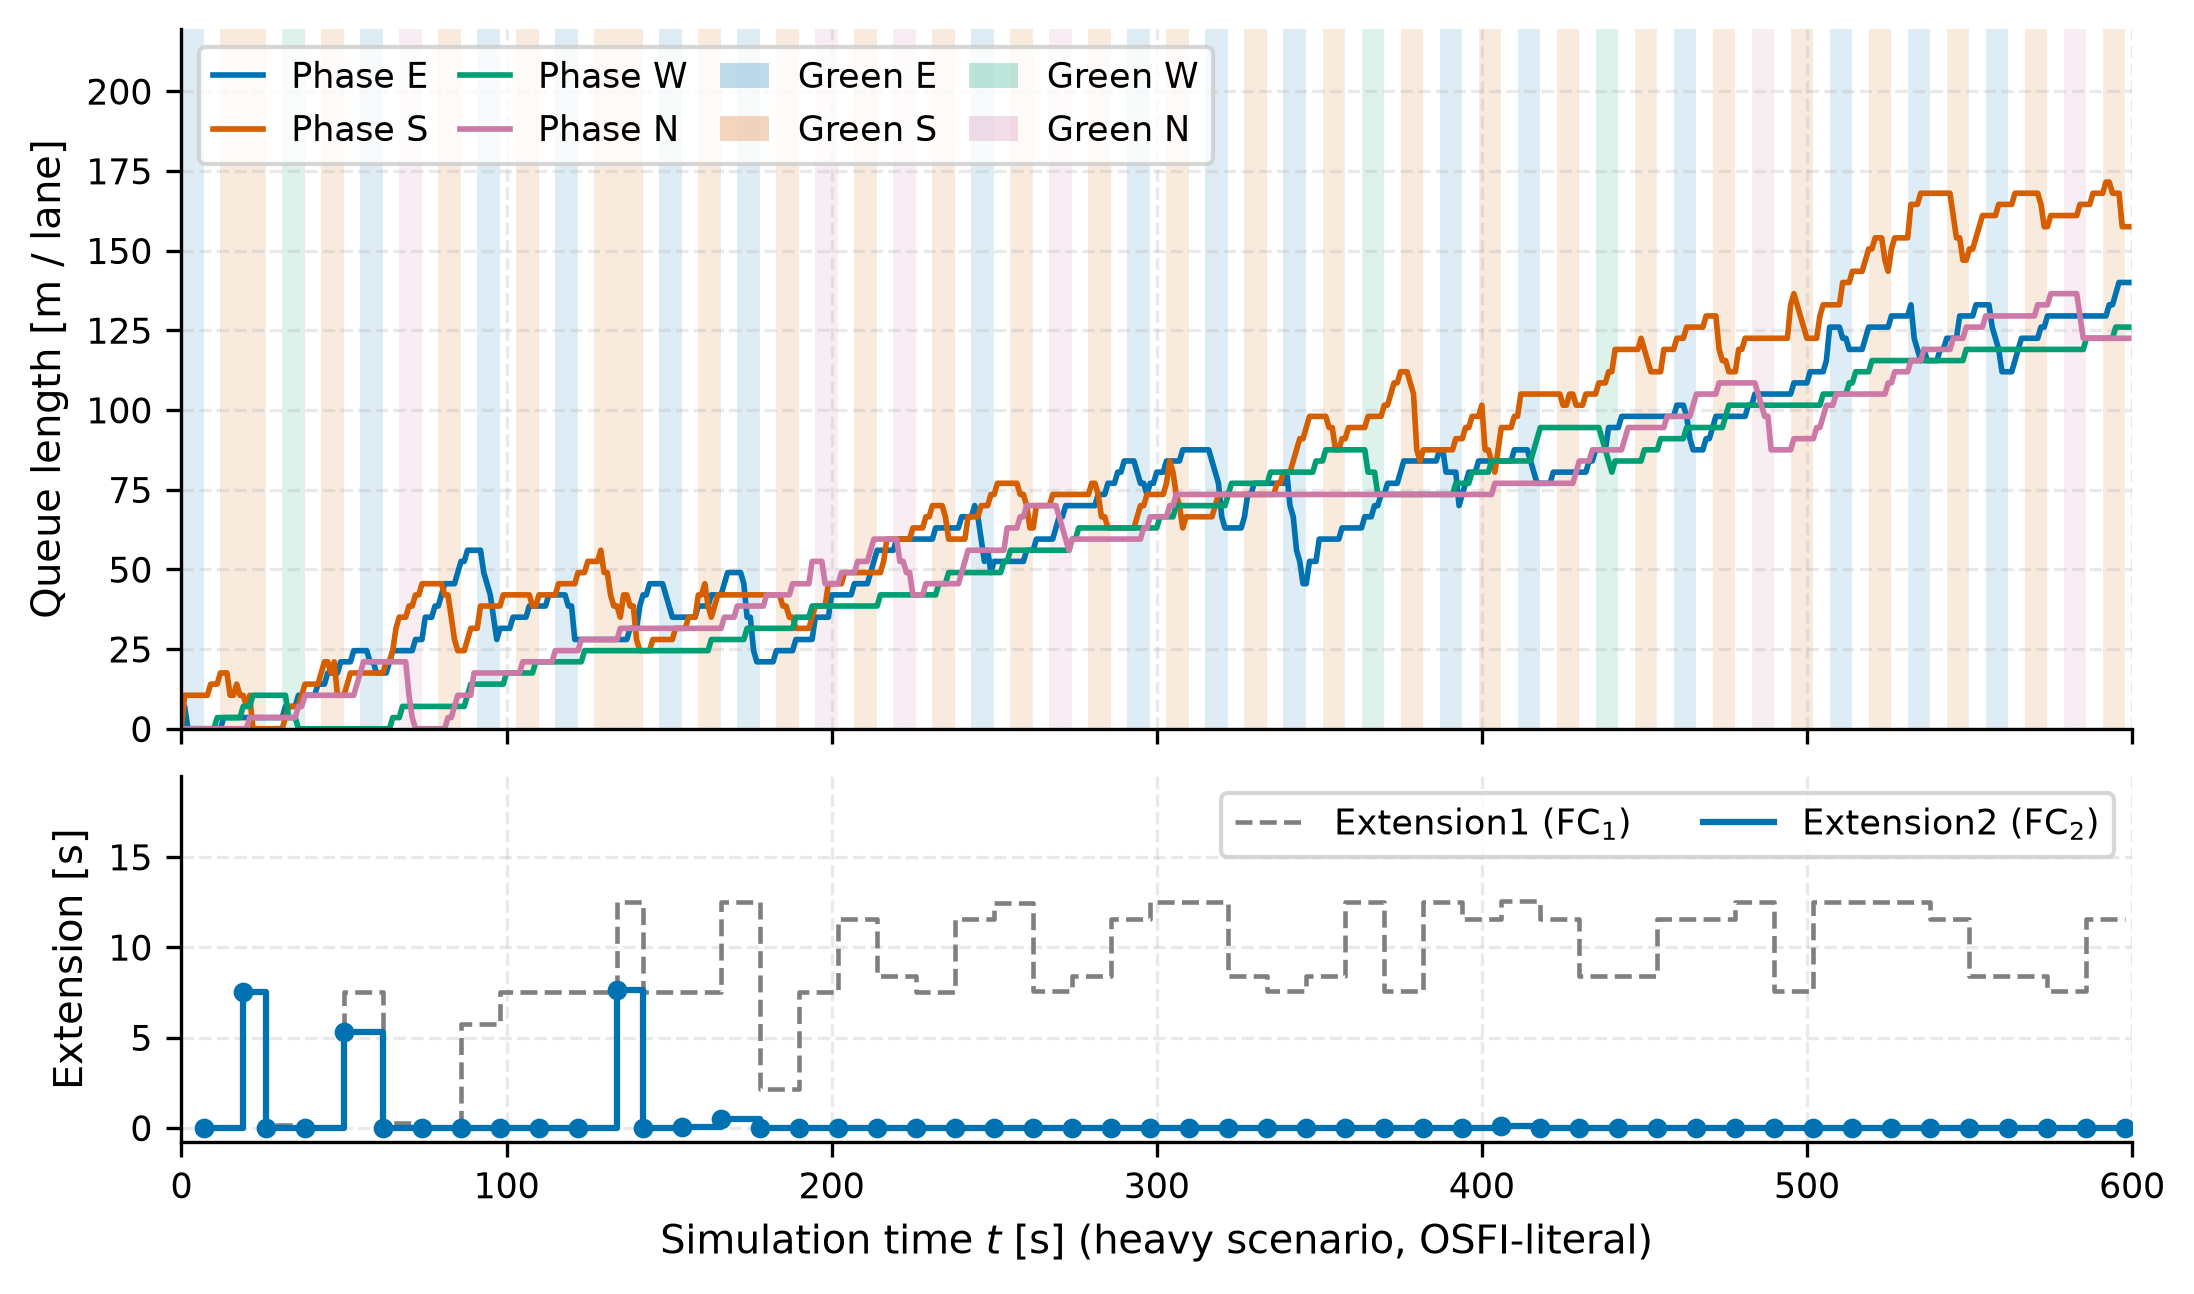 Queue length [m / lane]
200
175
150
125
100
75
50
25
0
Phase E
Phase S
Phase W
Phase N
Green E
Green S
Green W
Green N
Extension [s]
15
10
5
0
Extension1 (FC₁)
Extension2 (FC₂)
0 100 200 300 400 500 600
Simulation time t [s] (heavy scenario, OSFI-literal)